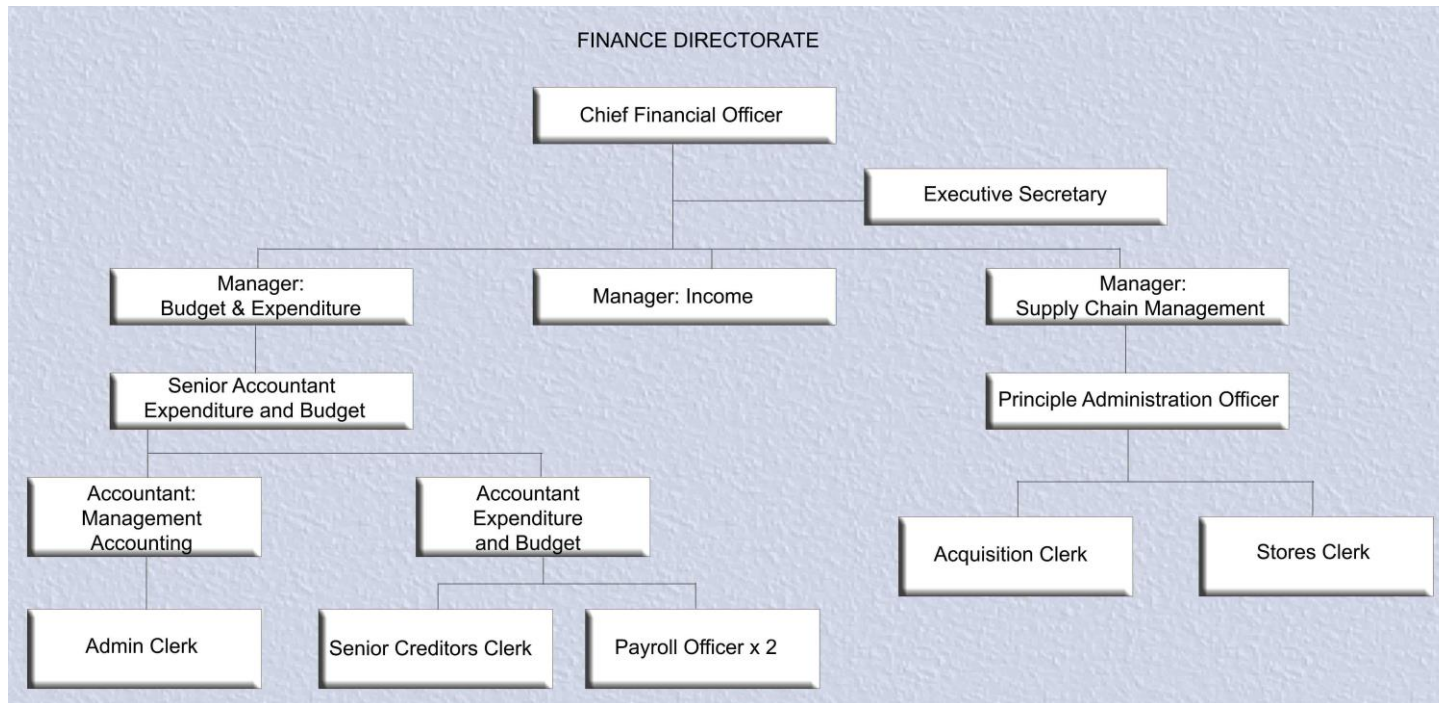 FINANCE DIRECTORATE
Chief Financial Officer
Executive Secretary
Manager:
Budget & Expenditure
Manager: Income
Manager:
Supply Chain Management
Senior Accountant
Expenditure and Budget
Principle Administration Officer
Accountant:
Management
Accounting
Accountant
Expenditure
and Budget
Acquisition Clerk
Stores Clerk
Admin Clerk
Senior Creditors Clerk
Payroll Officer x 2